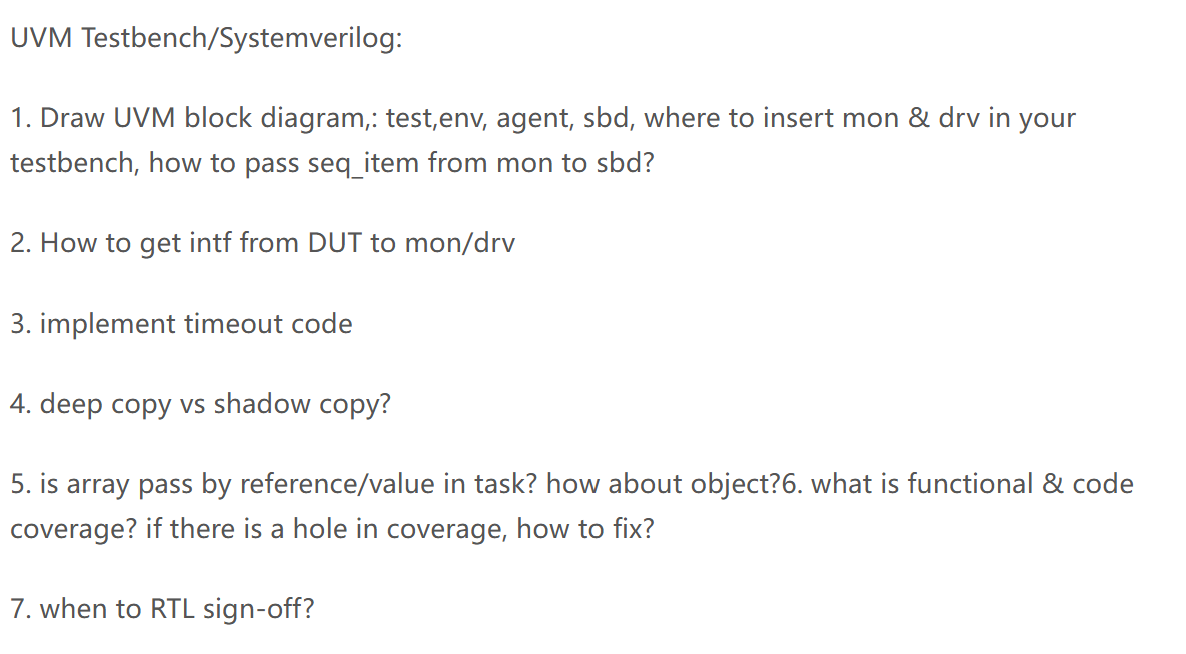 UVM Testbench/Systemverilog:
1. Draw UVM block diagram,: test,env, agent, sbd, where to insert mon & drv in your
testbench, how to pass seq_item from mon to sbd?
2. How to get intf from DUT to mon/drv
3. implement timeout code
4. deep copy vs shadow copy?
5. is array pass by reference/value in task? how about object?6. what is functional & code
coverage? if there is a hole in coverage, how to fix?
7. when to RTL sign-off?